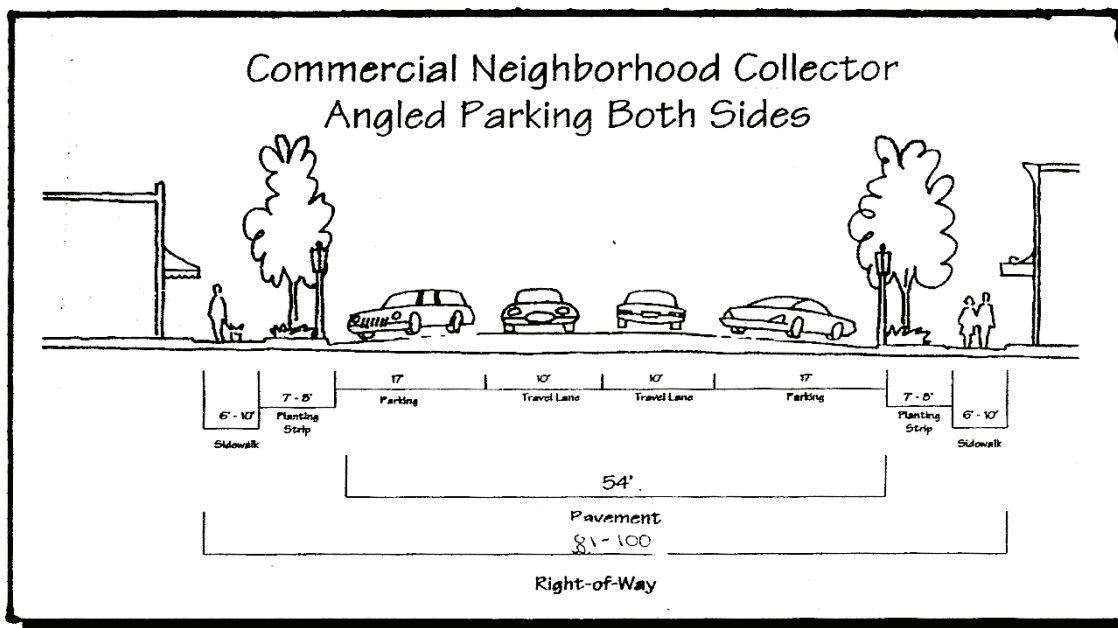 Commercial Neighborhood Collector
Angled Parking Both Sides
17'
10'
10'
17'
Parking
Travel Lane
Travel Lane
Parking
7 - 8'
7 - 8'
6' - 10'
Planting
Strip
Planting
Strip
6' - 10'
Sidewalk
Sidewalk
54'
Pavement
81-100
Right-of-Way